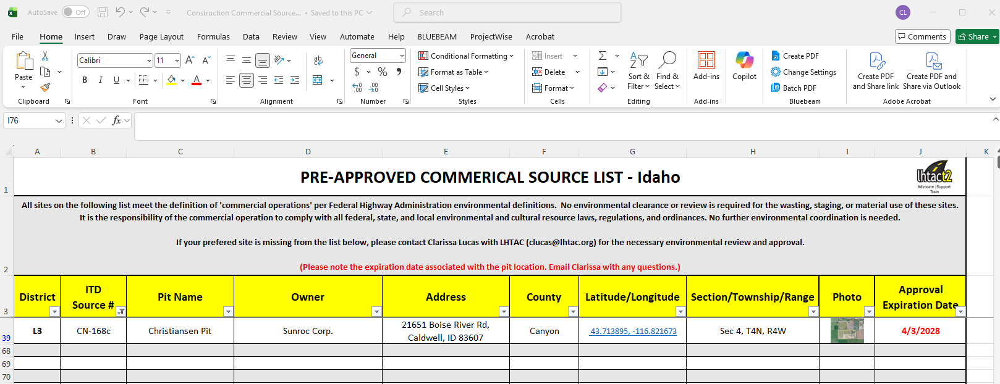 AutoSave Off Construction Commercial Source... • Saved to this PC Search CL
File Home Insert Draw Page Layout Formulas Data Review View Automate Help BLUEBEAM ProjectWise Acrobat Comments Share
Paste
Clipboard
Calibri 11
B I U A
Font
Alignment
General
$ % 9
Number
Conditional Formatting
Format as Table
Cell Styles
Styles
Insert
Delete
Format
Cells
Sort & Filter
Find & Select
Editing
Add-ins
Add-ins
Copilot
Create PDF
Change Settings
Batch PDF
Bluebeam
Create PDF and Share link
Create PDF and Share via Outlook
Adobe Acrobat
I76 fx
A B C D E F G H I J K
1 PRE-APPROVED COMMERICAL SOURCE LIST - Idaho
lhtact2
Advocate | Support
Train
2 All sites on the following list meet the definition of 'commercial operations' per Federal Highway Administration environmental definitions. No environmental clearance or review is required for the wasting, staging, or material use of these sites.
It is the responsibility of the commercial operation to comply with all federal, state, and local environmental and cultural resource laws, regulations, and ordinances. No further environmental coordination is needed.
If your prefered site is missing from the list below, please contact Clarissa Lucas with LHTAC (clucas@lhtac.org) for the necessary environmental review and approval.
(Please note the expiration date associated with the pit location. Email Clarissa with any questions.)
3 District ITD Source # Pit Name Owner Address County Latitude/Longitude Section/Township/Range Photo Approval Expiration Date
39 L3 CN-168c Christiansen Pit Sunroc Corp. 21651 Boise River Rd, Caldwell, ID 83607 Canyon 43.713895, -116.821673 Sec 4, T4N, R4W 4/3/2028
68
69
70